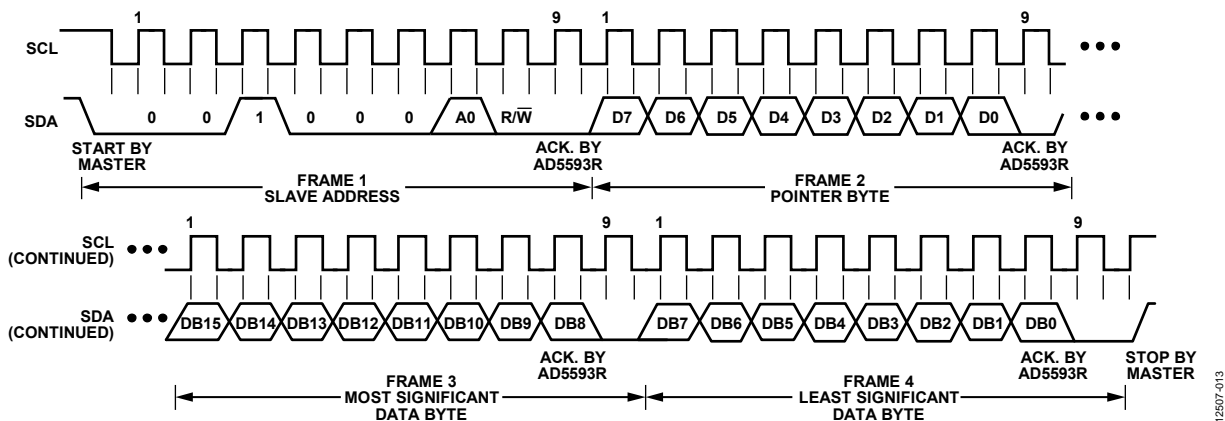 1 9 1 9
SCL
SDA 0 0 1 0 0 0 A0 R/W̅ D7 D6 D5 D4 D3 D2 D1 D0
START BY MASTER
ACK. BY AD5593R
ACK. BY AD5593R
FRAME 1 SLAVE ADDRESS
FRAME 2 POINTER BYTE
1 9 1 9
SCL (CONTINUED)
SDA (CONTINUED) DB15 DB14 DB13 DB12 DB11 DB10 DB9 DB8 DB7 DB6 DB5 DB4 DB3 DB2 DB1 DB0
ACK. BY AD5593R
ACK. BY AD5593R
STOP BY MASTER
FRAME 3 MOST SIGNIFICANT DATA BYTE
FRAME 4 LEAST SIGNIFICANT DATA BYTE
12507-013